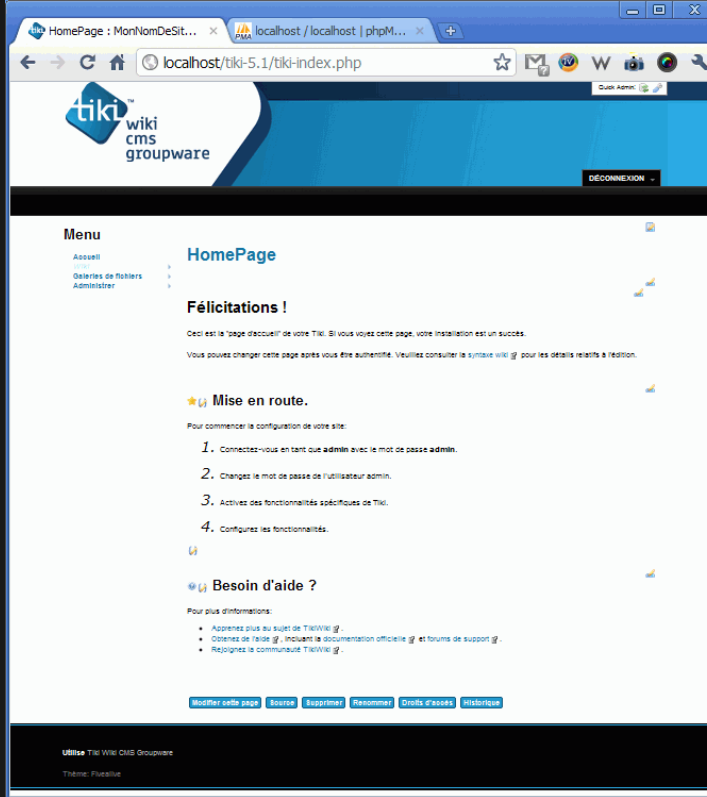 HomePage : MonNomDeSit...
localhost / localhost | phpM...
localhost/tiki-5.1/tiki-index.php
Quick Admin:
tiki™
wiki
cms
groupware
DÉCONNEXION
Menu
Accueil
Wiki
Galeries de fichiers
Administrer
HomePage
Félicitations !
Ceci est la "page d'accueil" de votre Tiki. Si vous voyez cette page, votre installation est un succès.
Vous pouvez changer cette page après vous être authentifié. Veuillez consulter la syntaxe wiki pour les détails relatifs à l'édition.
Mise en route.
Pour commencer la configuration de votre site:
1. Connectez-vous en tant que admin avec le mot de passe admin.
2. Changez le mot de passe de l'utilisateur admin.
3. Activez des fonctionnalités spécifiques de Tiki.
4. Configurez les fonctionnalités.
Besoin d'aide ?
Pour plus d'informations:
Apprenez plus au sujet de TikiWiki .
Obtenez de l'aide , incluant la documentation officielle et forums de support .
Rejoignez la communauté TikiWiki .
Modifier cette page Source Supprimer Renommer Droits d'accès Historique
Utilise Tiki Wiki CMS Groupware
Thème: Fivealive